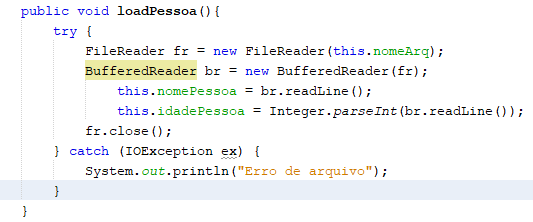 public void loadPessoa(){
try {
FileReader fr = new FileReader(this.nomeArq);
BufferedReader br = new BufferedReader(fr);
this.nomePessoa = br.readLine();
this.idadePessoa = Integer.parseInt(br.readLine());
fr.close();
} catch (IOException ex) {
System.out.println("Erro de arquivo");
}
}